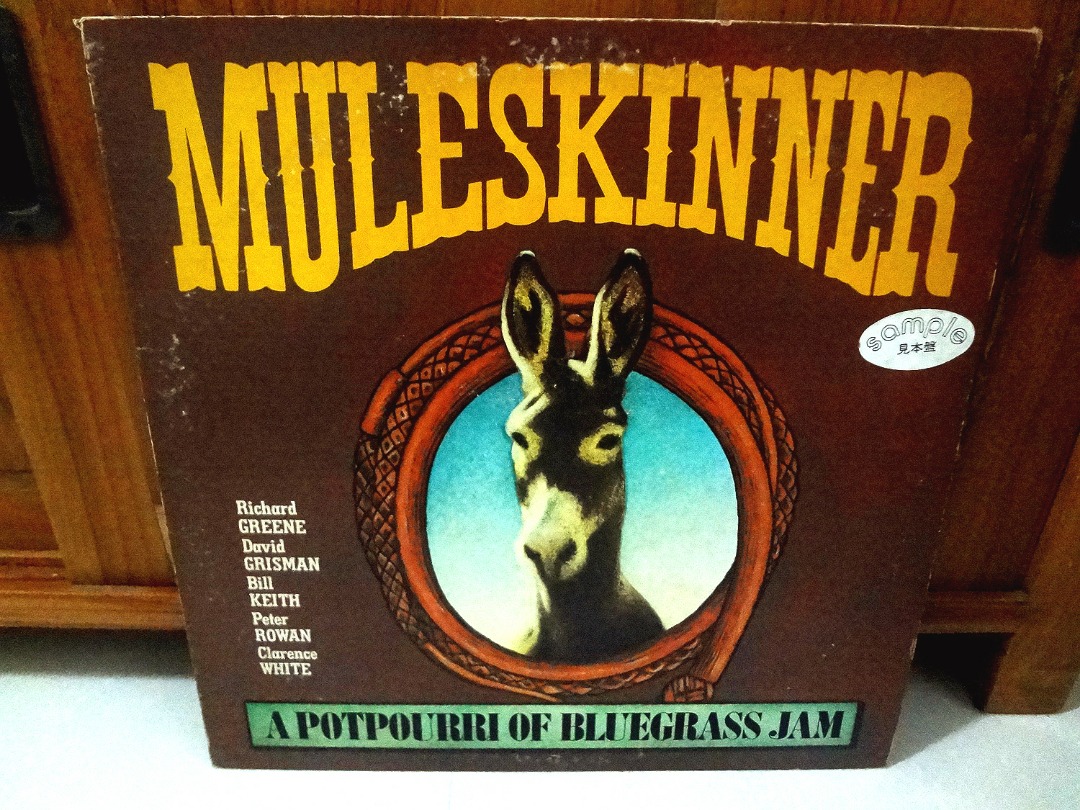 MULESKINNER
sample
見本盤
Richard
GREENE
David
GRISMAN
Bill
KEITH
Peter
ROWAN
Clarence
WHITE
A POTPOURRI OF BLUEGRASS JAM